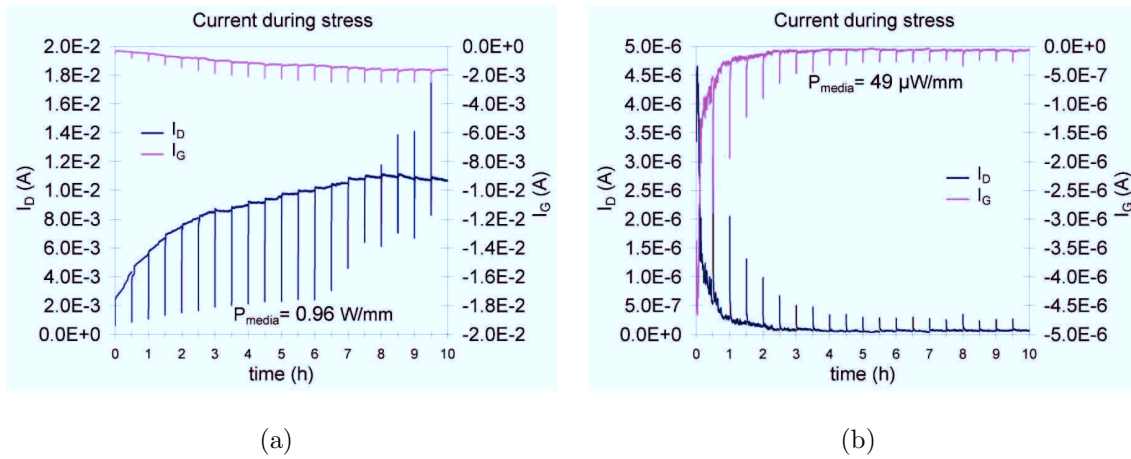 Current during stress
2.0E-2
1.8E-2
1.6E-2
1.4E-2
1.2E-2
1.0E-2
8.0E-3
6.0E-3
4.0E-3
2.0E-3
0.0E+0
I_D (A)
I_D
I_G
P_media= 0.96 W/mm
0.0E+0
-2.0E-3
-4.0E-3
-6.0E-3
-8.0E-3
-1.0E-2
-1.2E-2
-1.4E-2
-1.6E-2
-1.8E-2
-2.0E-2
I_G (A)
0 1 2 3 4 5 6 7 8 9 10
time (h)
(a)
Current during stress
5.0E-6
4.5E-6
4.0E-6
3.5E-6
3.0E-6
2.5E-6
2.0E-6
1.5E-6
1.0E-6
5.0E-7
0.0E+0
I_D (A)
P_media= 49 µW/mm
I_D
I_G
0.0E+0
-5.0E-7
-1.0E-6
-1.5E-6
-2.0E-6
-2.5E-6
-3.0E-6
-3.5E-6
-4.0E-6
-4.5E-6
-5.0E-6
I_G (A)
0 1 2 3 4 5 6 7 8 9 10
time (h)
(b)